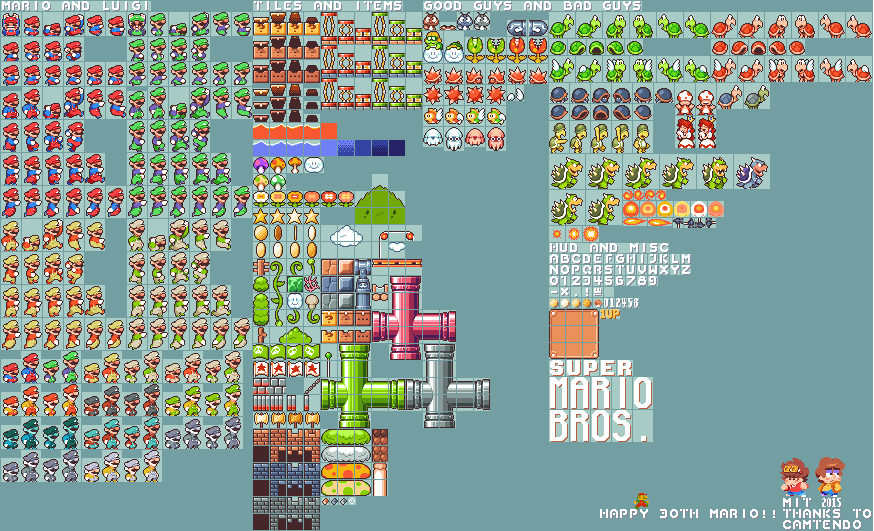 MARIO AND LUIGI
TILES AND ITEMS
GOOD GUYS AND BAD GUYS
HUD AND MISC
ABCDEFGHIJKLM
NOPQRSTUVWXYZ
0123456789
-×.!©
0123456
1UP
SUPER
MARIO
BROS.
MIT 2015
HAPPY 30TH MARIO!! THANKS TO
CAMTENDO